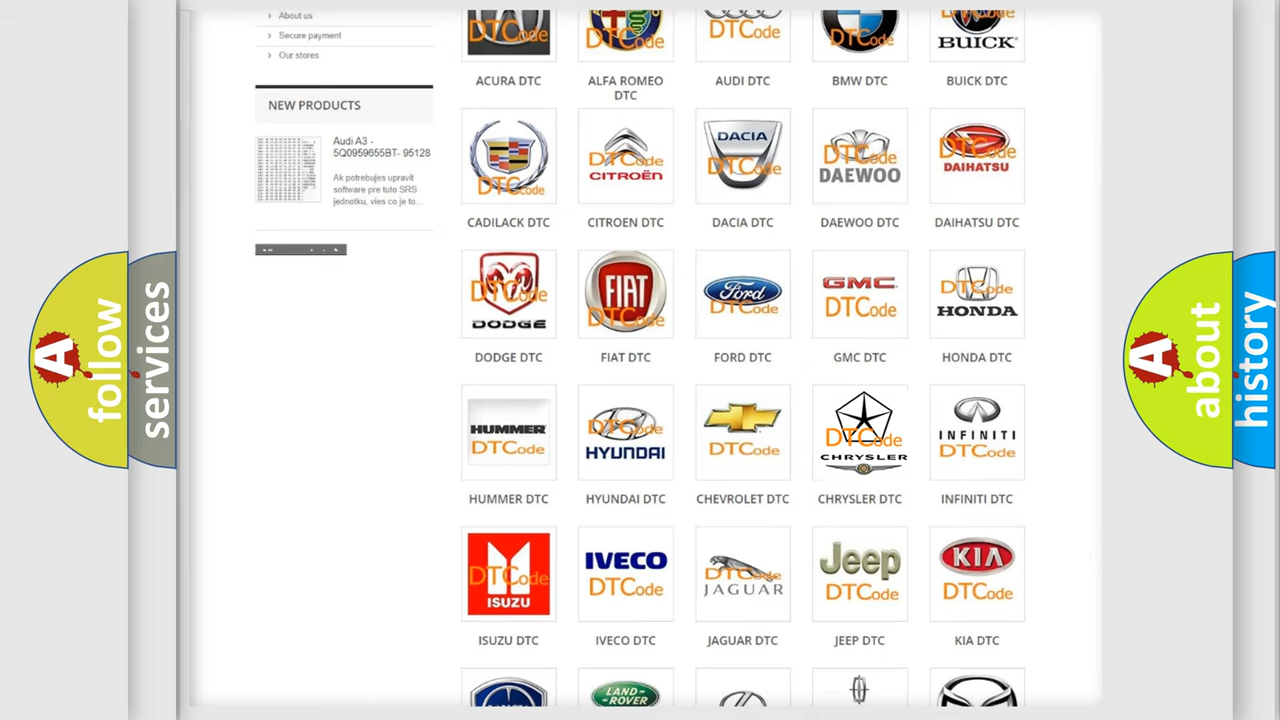 About us
Secure payment
Our stores
NEW PRODUCTS
Audi A3 -
5Q0959655BT- 95128
Ak potrebujes upravit
software pre tuto SRS
jednotku, vies co je to...
DTCode
DTCode
DTCode
DTCode
BUICK
ACURA DTC
ALFA ROMEO
DTC
AUDI DTC
BMW DTC
BUICK DTC
DTCode
DTCode
CITROËN
DACIA
DTCode
DTCode
DAEWOO
DTCode
DAIHATSU
CADILACK DTC
CITROEN DTC
DACIA DTC
DAEWOO DTC
DAIHATSU DTC
DTCode
DODGE
FIAT
DTCode
Ford
DTCode
GMC
DTCode
DTCode
HONDA
DODGE DTC
FIAT DTC
FORD DTC
GMC DTC
HONDA DTC
HUMMER
DTCode
DTCode
HYUNDAI
DTCode
DTCode
CHRYSLER
INFINITI
DTCode
HUMMER DTC
HYUNDAI DTC
CHEVROLET DTC
CHRYSLER DTC
INFINITI DTC
DTCode
ISUZU
IVECO
DTCode
DTCode
JAGUAR
Jeep
DTCode
KIA
DTCode
ISUZU DTC
IVECO DTC
JAGUAR DTC
JEEP DTC
KIA DTC
LAND-
ROVER
A
follow
services
A
about
history